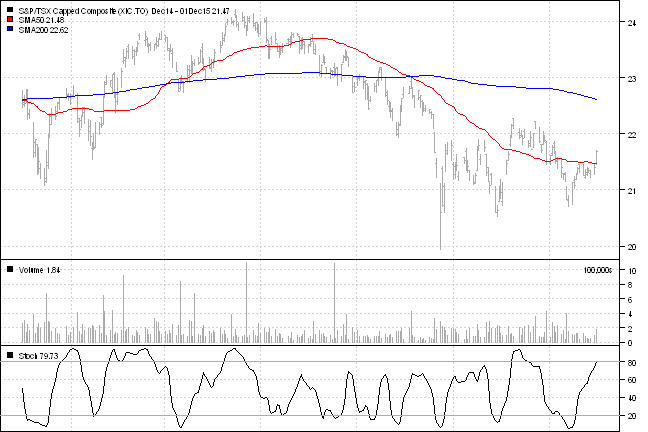 S&P/TSX Capped Composite (XIC.TO) Dec14 - 01Dec15 21.47
SMA50 21.48
SMA200 22.62
24
23
22
21
20
Volume 1.84
100,000s
10
8
6
4
2
0
Stoch 79.73
80
60
40
20